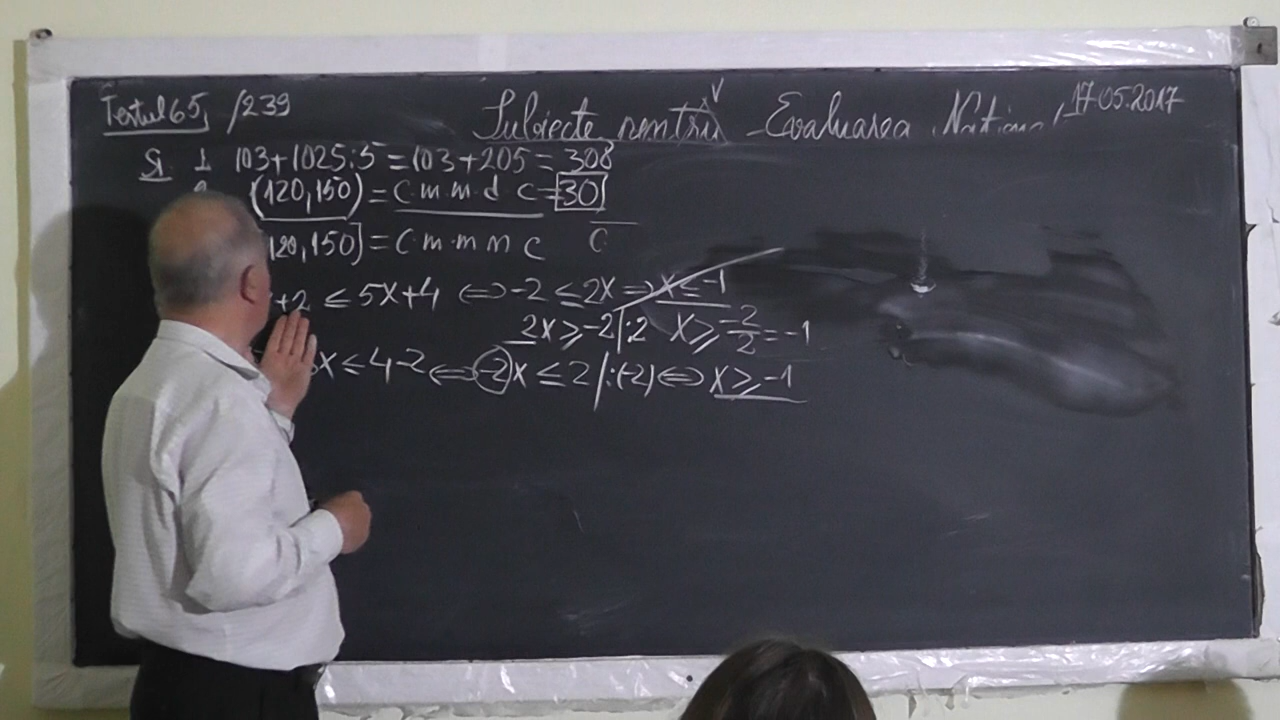 Testul 65, /239 Subiecte pentru Evaluarea Națion 17.05.2017
SI 1 103+1025:5=103+205=308
(120,150)=c.m.m.d c=30
120,150]=c.m.m.m c c
+2 ≤ 5x+4 ⇔ -2 ≤ 2x ⇒ x ≤ -1
2x ≥ -2 |:2 x ≥ -2/2 = -1
x ≤ 4-2 ⇔ -2x ≤ 2 /:(-2) ⇔ x ≥ -1